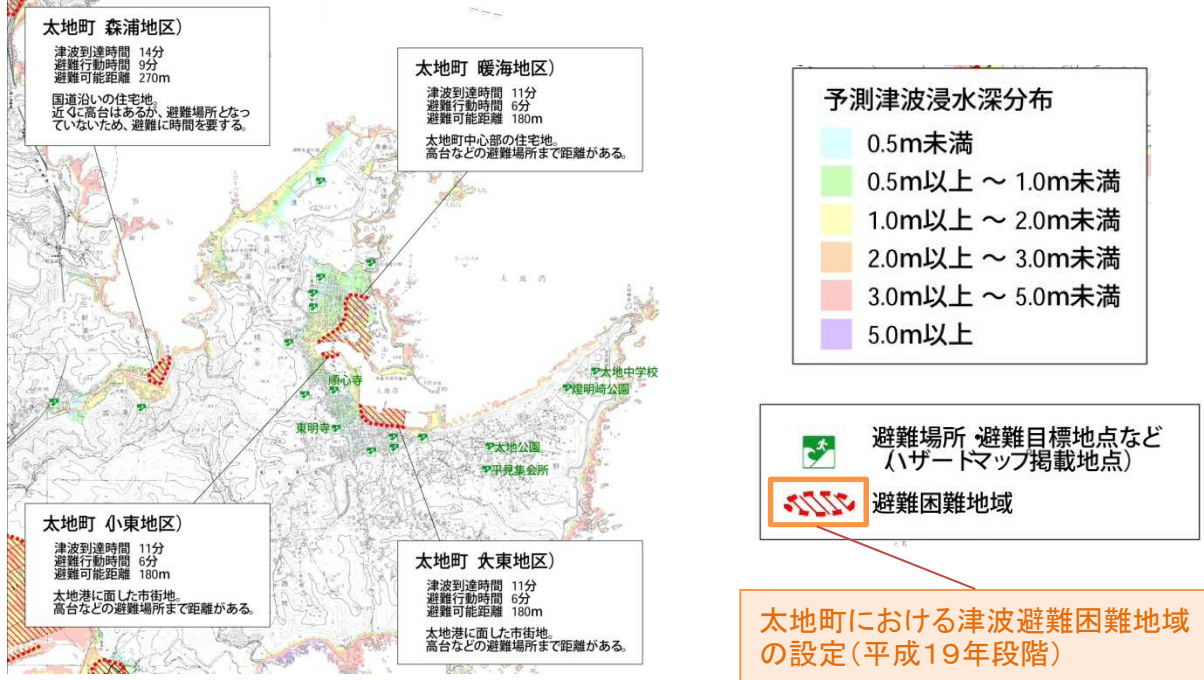 太地町 森浦地区)
津波到達時間 14分
避難行動時間 9分
避難可能距離 270m
国道沿いの住宅地。
近くに高台はあるが、避難場所となっ
ていないため、避難に時間を要する。
太地町 暖海地区)
津波到達時間 11分
避難行動時間 6分
避難可能距離 180m
太地町中心部の住宅地。
高台などの避難場所まで距離がある。
太地湾
順心寺
東明寺
太地中学校
燈明崎公園
太地公園
平見集会所
太地町 小東地区)
津波到達時間 11分
避難行動時間 6分
避難可能距離 180m
太地港に面した市街地。
高台などの避難場所まで距離がある。
太地町 大東地区)
津波到達時間 11分
避難行動時間 6分
避難可能距離 180m
太地港に面した市街地。
高台などの避難場所まで距離がある。
予測津波浸水深分布
0.5m未満
0.5m以上 ～ 1.0m未満
1.0m以上 ～ 2.0m未満
2.0m以上 ～ 3.0m未満
3.0m以上 ～ 5.0m未満
5.0m以上
避難場所・避難目標地点など
ハザードマップ掲載地点)
避難困難地域
太地町における津波避難困難地域
の設定(平成19年段階)